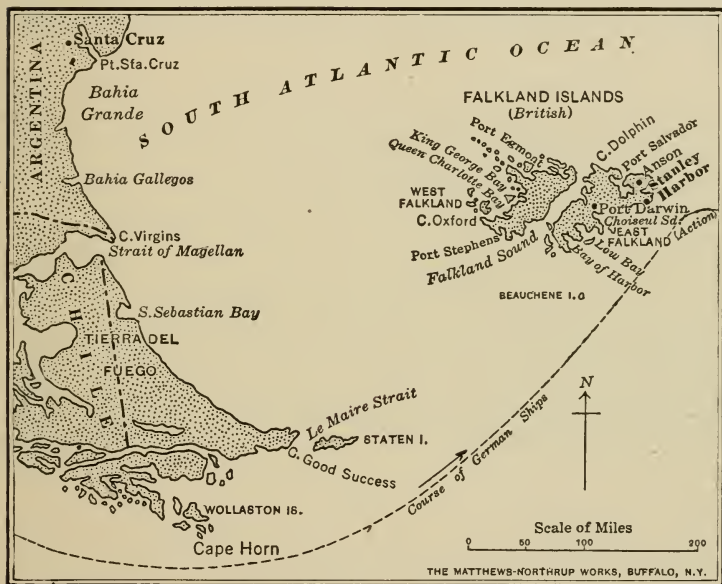 Santa Cruz
Pt. Sta. Cruz
ARGENTINA
Bahia
Grande
SOUTH ATLANTIC OCEAN
FALKLAND ISLANDS
(British)
Port Egmont
King George Bay
Queen Charlotte Bay
C. Dolphin
Port Salvador
Anson
Stanley
Harbor
WEST
FALKLAND
C. Oxford
Port Darwin
Choiseul Sd.
EAST
FALKLAND
(Action)
Port Stephens
Falkland Sound
Low Bay
Bay of Harbor
BEAUCHENE I.
Bahia Gallegos
C. Virgins
Strait of Magellan
CHILE
S. Sebastian Bay
TIERRA DEL
FUEGO
Le Maire Strait
STATEN I.
C. Good Success
Course of German Ships
WOLLASTON IS.
Cape Horn
N
Scale of Miles
0 50 100 200
THE MATTHEWS-NORTHRUP WORKS, BUFFALO, N.Y.